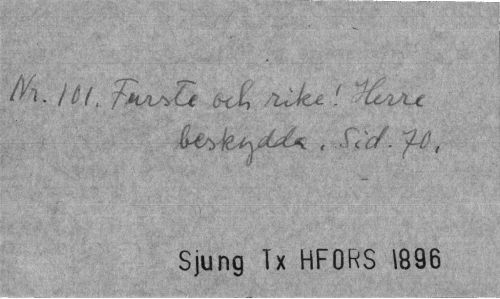 Nr. 101. Furste och rike! Herre
beskydda. Sid. 70.
Sjung Tx HFORS 1896